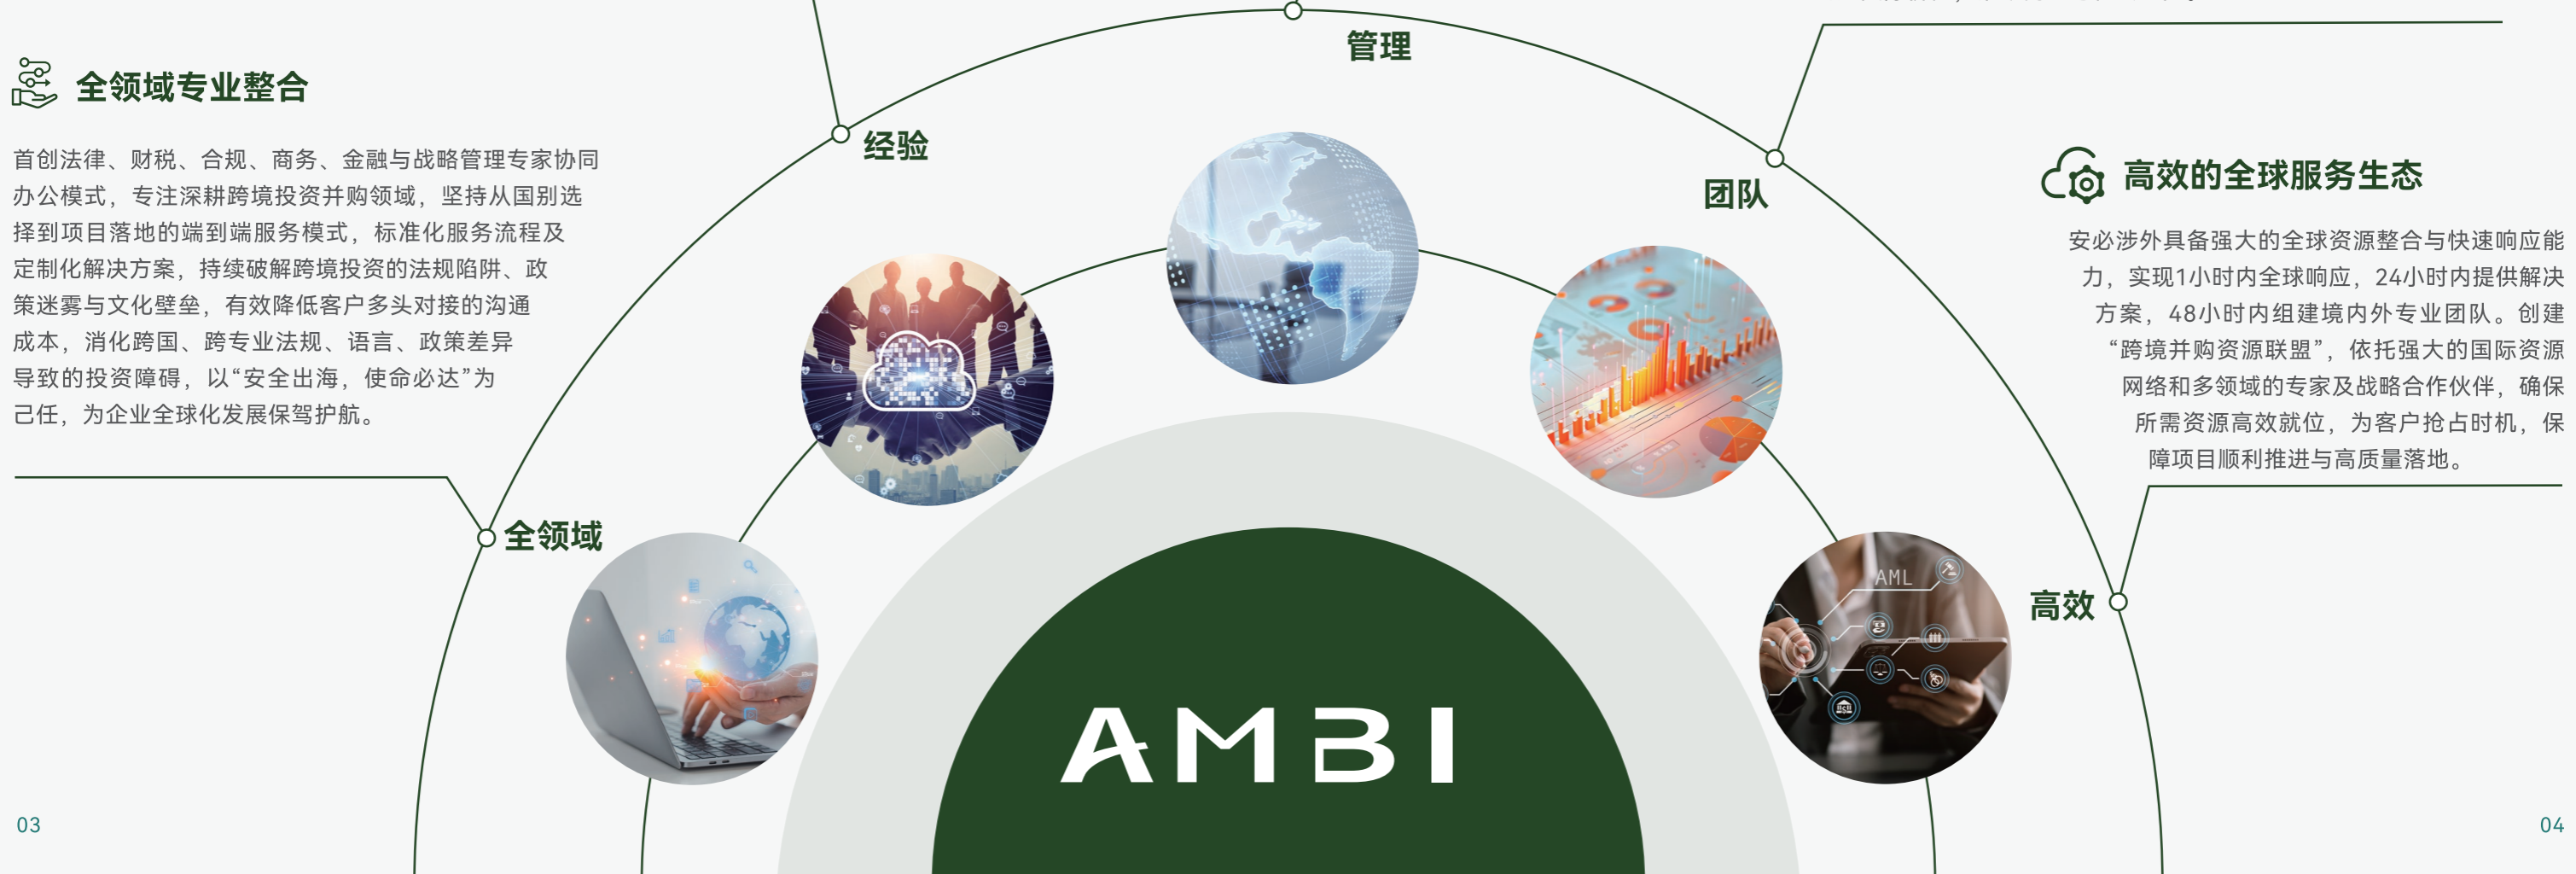 管理
经验
团队
全领域专业整合
首创法律、财税、合规、商务、金融与战略管理专家协同
办公模式，专注深耕跨境投资并购领域，坚持从国别选
择到项目落地的端到端服务模式，标准化服务流程及
定制化解决方案，持续破解跨境投资的法规陷阱、政
策迷雾与文化壁垒，有效降低客户多头对接的沟通
成本，消化跨国、跨专业法规、语言、政策差异
导致的投资障碍，以“安全出海，使命必达”为
己任，为企业全球化发展保驾护航。
全领域
高效的全球服务生态
安必涉外具备强大的全球资源整合与快速响应能
力，实现1小时内全球响应，24小时内提供解决
方案，48小时内组建境内外专业团队。创建
“跨境并购资源联盟”，依托强大的国际资源
网络和多领域的专家及战略合作伙伴，确保
所需资源高效就位，为客户抢占时机，保
障项目顺利推进与高质量落地。
高效
AML
AMBI
03
04